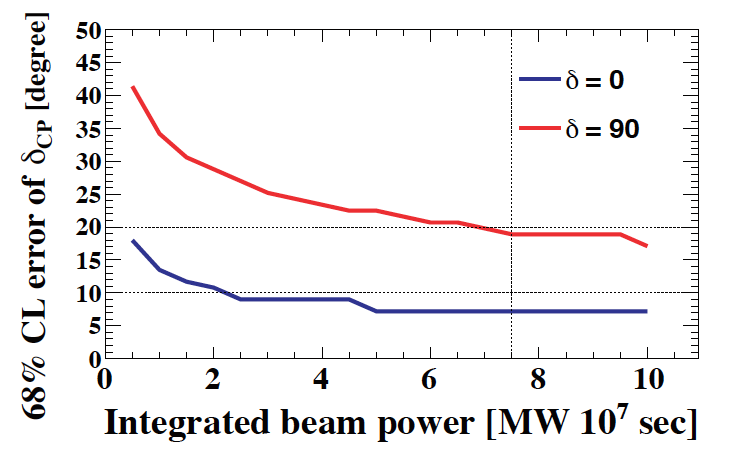 68% CL error of δCP [degree]
50
45
40
35
30
25
20
15
10
5
0
δ = 0
δ = 90
0 2 4 6 8 10
Integrated beam power [MW 10⁷ sec]